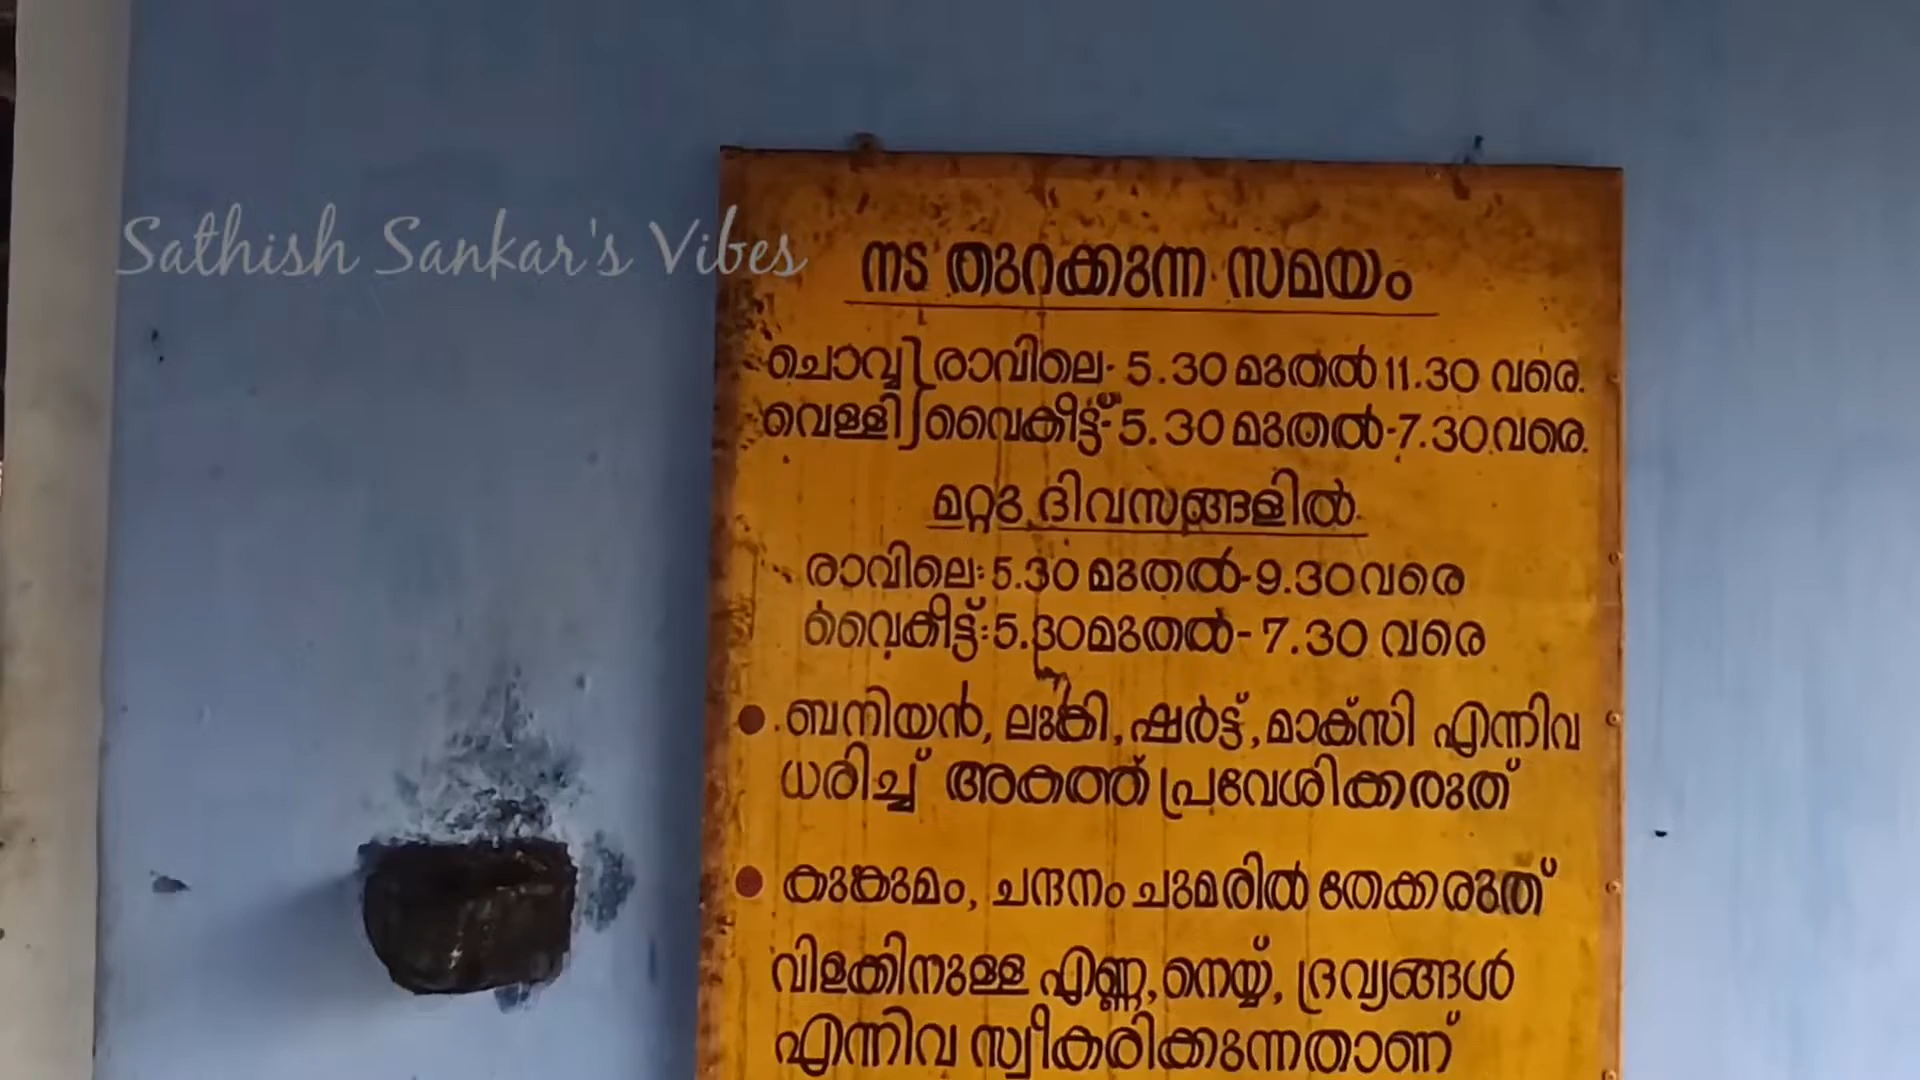 Sathish Sankar's Vibes
നട തുറക്കുന്ന സമയം
ചൊവ്വ രാവിലെ- 5.30 മുതൽ 11.30 വരെ.
വെള്ളി വൈകീട്ട്- 5.30 മുതൽ-7.30 വരെ.
മറ്റു ദിവസങ്ങളിൽ
രാവിലെ: 5.30 മുതൽ-9.30 വരെ
വൈകീട്ട്: 5.30 മുതൽ- 7.30 വരെ
ബനിയൻ, ലുങ്കി, ഷർട്ട്, മാക്സി എന്നിവ
ധരിച്ച് അകത്ത് പ്രവേശിക്കരുത്
കുങ്കുമം, ചന്ദനം ചുമരിൽ തേക്കരുത്
വിളക്കിനുള്ള എണ്ണ, നെയ്യ്, ദ്രവ്യങ്ങൾ
എന്നിവ സ്വീകരിക്കുന്നതാണ്